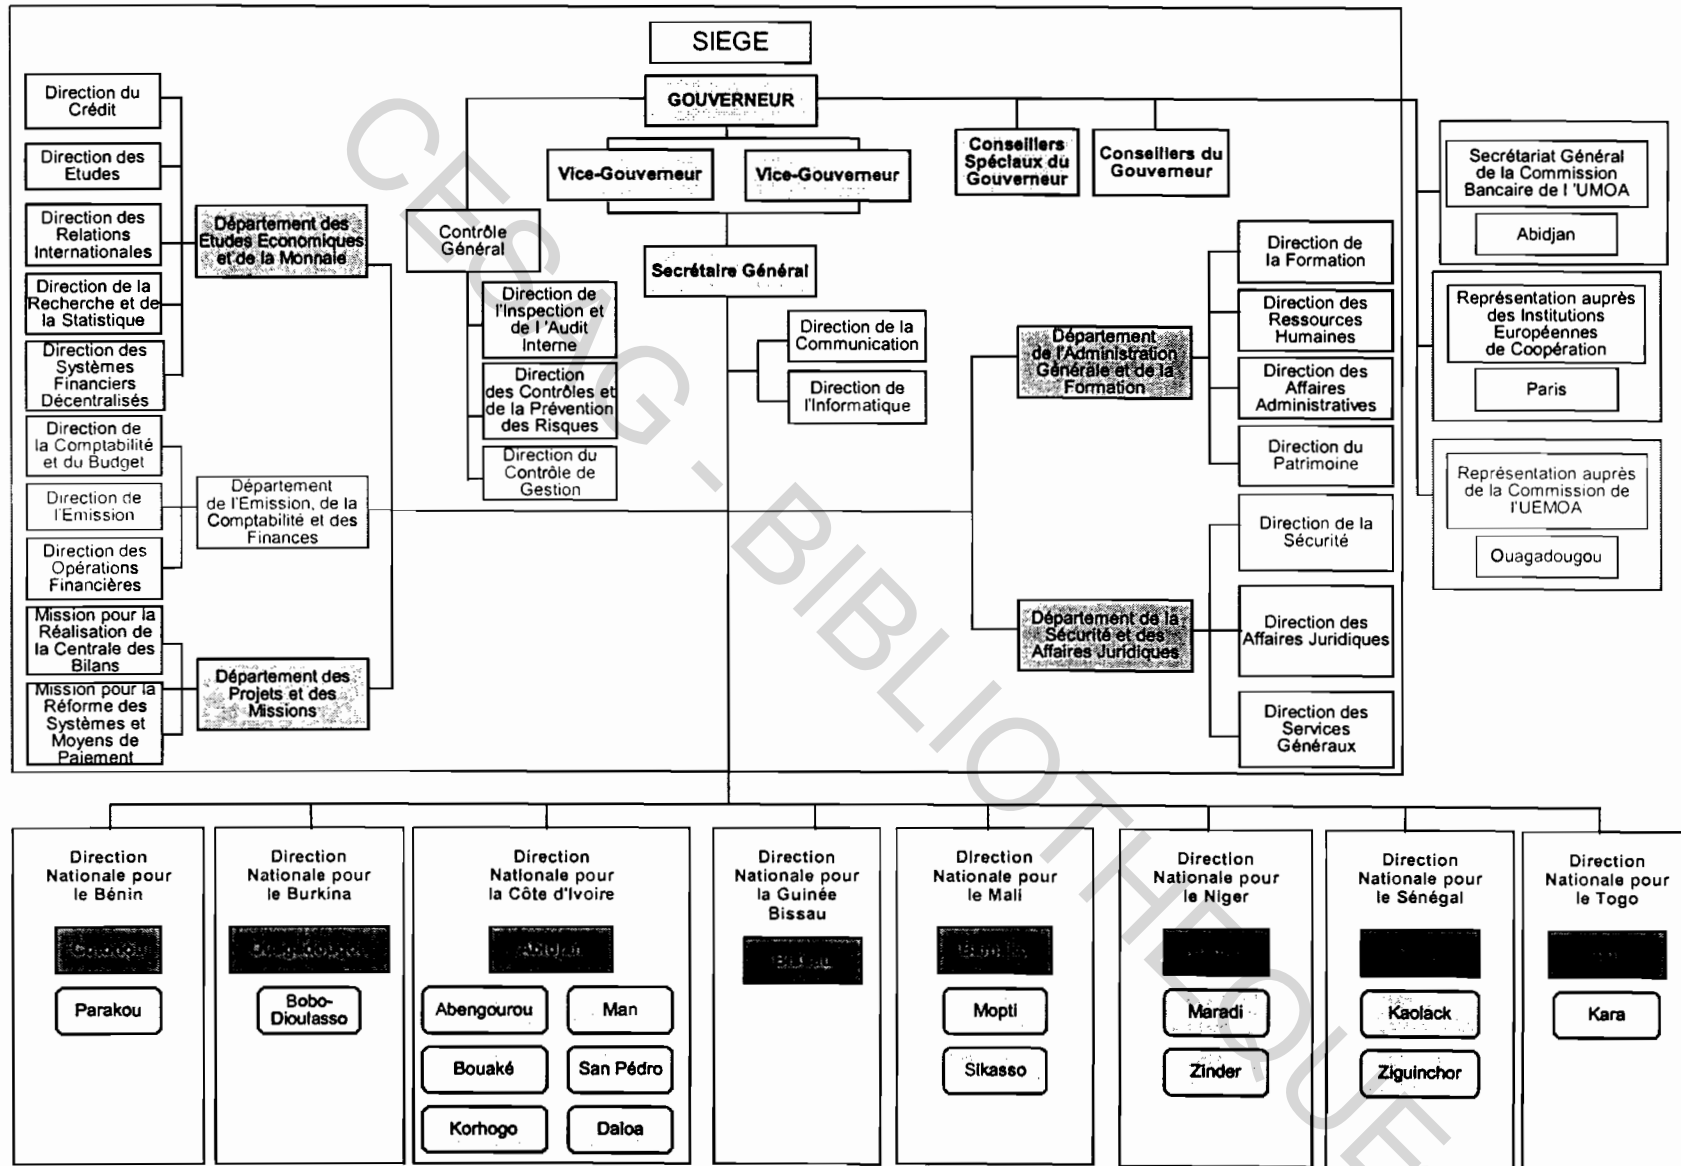 SIEGE
GOUVERNEUR
Vice-Gouverneur
Vice-Gouverneur
Conseillers
Spéciaux du
Gouverneur
Conseillers du
Gouverneur
Secrétaire Général
Contrôle
Général
Direction de
l'Inspection et
de l 'Audit
Interne
Direction
des Contrôles et
de la Prévention
des Risques
Direction du
Contrôle de
Gestion
Direction de la
Communication
Direction de
l'Informatique
Direction du
Crédit
Direction des
Etudes
Direction des
Relations
Internationales
Direction de la
Recherche et de
la Statistique
Direction des
Systèmes
Financiers
Décentralisés
Département des
Etudes Economiques
et de la Monnaie
Direction de
la Comptabilité
et du Budget
Direction de
l'Emission
Direction des
Opérations
Financières
Département
de l'Emission, de la
Comptabilité et des
Finances
Mission pour la
Réalisation de
la Centrale des
Bilans
Mission pour la
Réforme des
Systèmes et
Moyens de
Paiement
Département des
Projets et des
Missions
Département
de l'Administration
Générale et de la
Formation
Direction de
la Formation
Direction des
Ressources
Humaines
Direction des
Affaires
Administratives
Direction du
Patrimoine
Département de la
Sécurité et des
Affaires Juridiques
Direction de la
Sécurité
Direction des
Affaires Juridiques
Direction des
Services
Généraux
Secrétariat Général
de la Commission
Bancaire de l 'UMOA
Abidjan
Représentation auprès
des Institutions
Européennes
de Coopération
Paris
Représentation auprès
de la Commission de
l'UEMOA
Ouagadougou
Direction
Nationale pour
le Bénin
Cotonou
Parakou
Direction
Nationale pour
le Burkina
Ouagadougou
Bobo-
Dioulasso
Direction
Nationale pour
la Côte d'Ivoire
Abidjan
Abengourou
Man
Bouaké
San Pédro
Korhogo
Daloa
Direction
Nationale pour
la Guinée
Bissau
Bissau
Direction
Nationale pour
le Mali
Bamako
Mopti
Sikasso
Direction
Nationale pour
le Niger
Maradi
Zinder
Direction
Nationale pour
le Sénégal
Kaolack
Ziguinchor
Direction
Nationale pour
le Togo
Kara
CESAG - BIBLIOTHEQUE